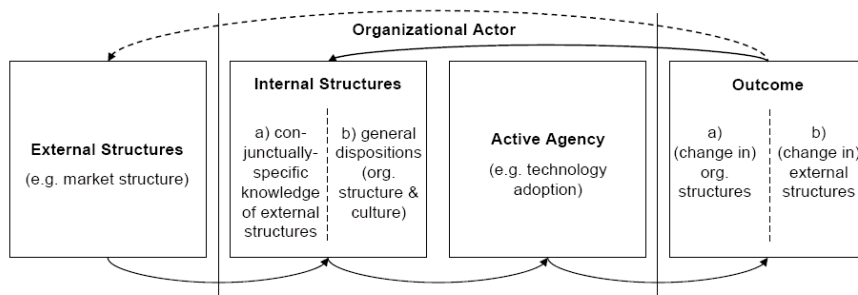 Organizational Actor
External Structures
(e.g. market structure)
Internal Structures
a) con-
junctually-
specific
knowledge
of external
structures
b) general
dispositions
(org.
structure &
culture)
Active Agency
(e.g. technology
adoption)
Outcome
a)
(change in)
org.
structures
b)
(change in)
external
structures